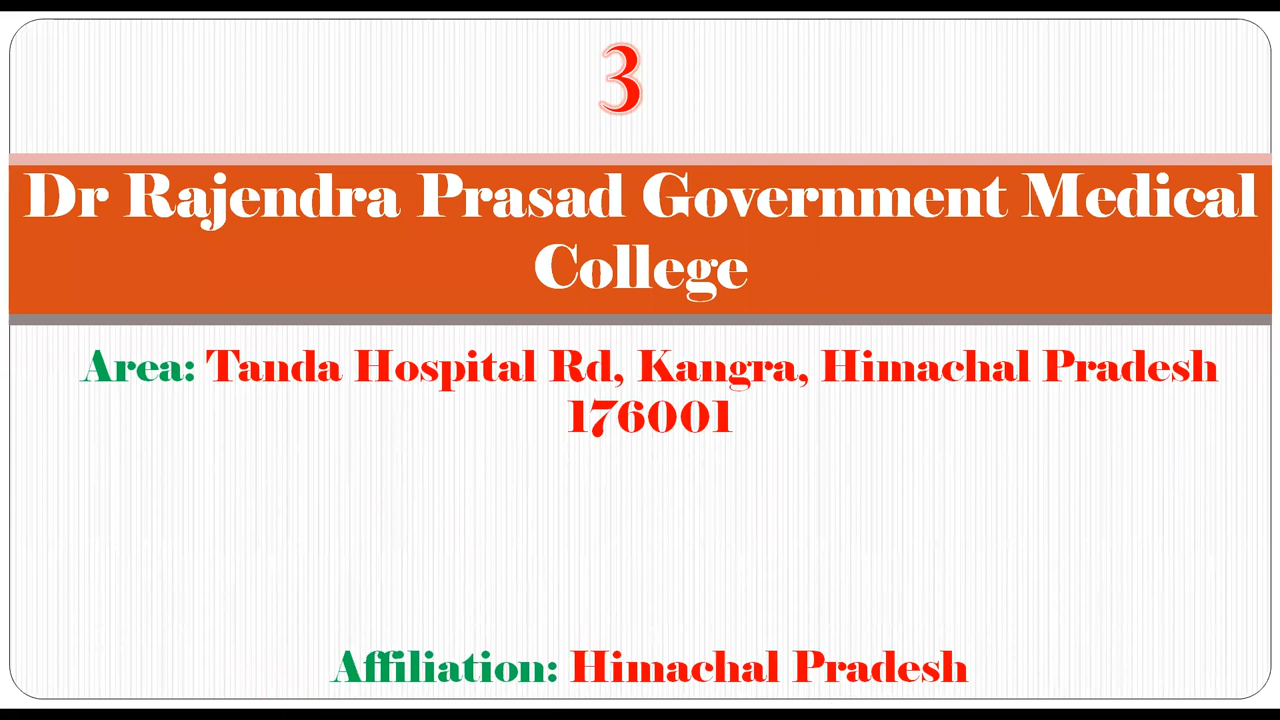 3
Dr Rajendra Prasad Government Medical
College
Area: Tanda Hospital Rd, Kangra, Himachal Pradesh
176001
Affiliation: Himachal Pradesh